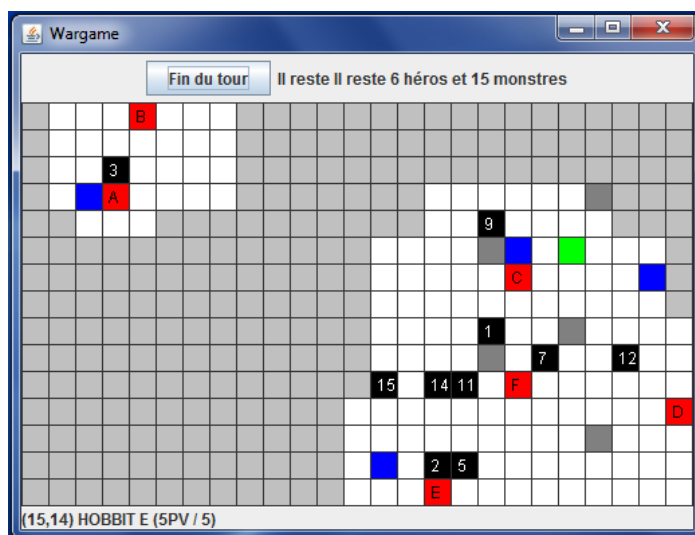 Wargame
Fin du tour Il reste Il reste 6 héros et 15 monstres
B
3
A
9
C
1
7 12
15 14 11 F
D
2 5
E
(15,14) HOBBIT E (5PV / 5)